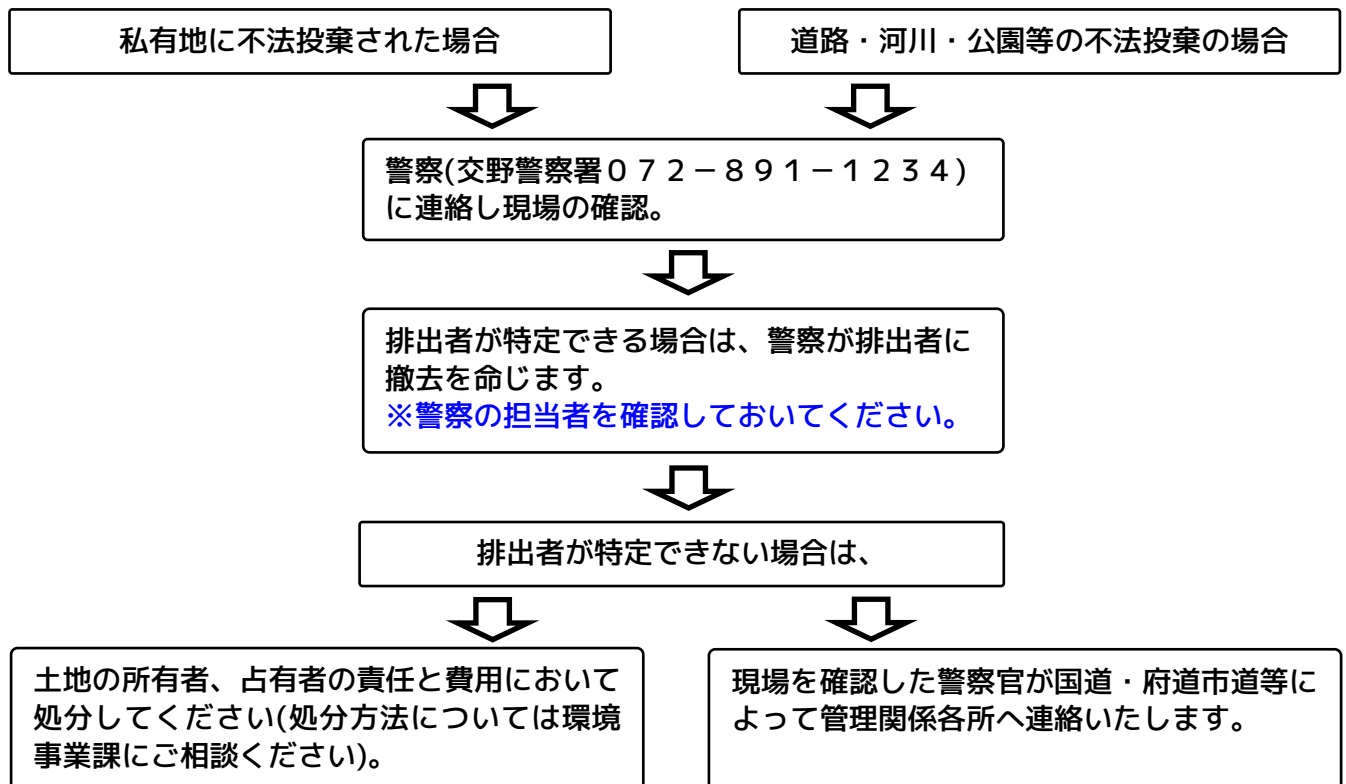 私有地に不法投棄された場合
道路・河川・公園等の不法投棄の場合
警察(交野警察署０７２－８９１－１２３４)
に連絡し現場の確認。
排出者が特定できる場合は、警察が排出者に
撤去を命じます。
※警察の担当者を確認しておいてください。
排出者が特定できない場合は、
土地の所有者、占有者の責任と費用において
処分してください(処分方法については環境
事業課にご相談ください)。
現場を確認した警察官が国道・府道市道等に
よって管理関係各所へ連絡いたします。